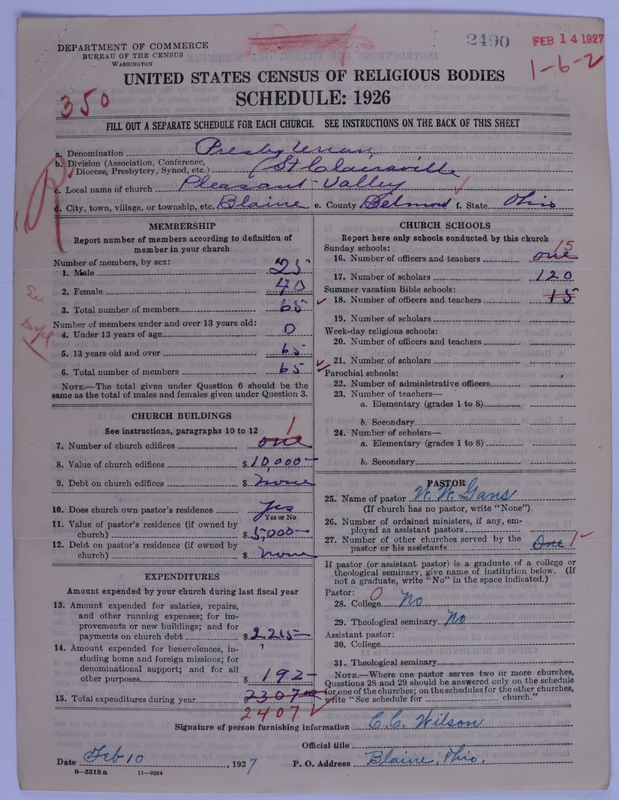 2490
FEB 14 1927
1-6-2
DEPARTMENT OF COMMERCE
BUREAU OF THE CENSUS
WASHINGTON
UNITED STATES CENSUS OF RELIGIOUS BODIES
SCHEDULE: 1926
350
FILL OUT A SEPARATE SCHEDULE FOR EACH CHURCH. SEE INSTRUCTIONS ON THE BACK OF THIS SHEET
a. Denomination Presbyterian
b. Division (Association, Conference, Diocese, Presbytery, Synod, etc.) (St Clairsville
c. Local name of church Pleasant-Valley
d. City, town, village, or township, etc. Blaine e. County Belmont f. State Ohio
MEMBERSHIP
Report number of members according to definition of
member in your church
Number of members, by sex:
1. Male 25
2. Female 40
3. Total number of members 65
Number of members under and over 13 years old:
4. Under 13 years of age 0
5. 13 years old and over 65
6. Total number of members 65
NOTE.—The total given under Question 6 should be
same as the total of males and females given under Question 3.
CHURCH BUILDINGS
See instructions, paragraphs 10 to 12
7. Number of church edifices one 1
8. Value of church edifices $10,000-
9. Debt on church edifices $ none
10. Does church own pastor's residence Yes
Yes or No
11. Value of pastor's residence (if owned by
church) $ 5,000-
12. Debt on pastor's residence (if owned by
church) $ none
EXPENDITURES
Amount expended by your church during last fiscal year
13. Amount expended for salaries, repairs,
and other running expenses; for im-
provements or new buildings; and for
payments on church debt $ 2215-
14. Amount expended for benevolences, in-
cluding home and foreign missions; for
denominational support; and for all
other purposes $ 192-
15. Total expenditures during year $ 2307
2407
CHURCH SCHOOLS
Report here only schools conducted by this church
Sunday schools:
16. Number of officers and teachers one 15
17. Number of scholars 120
Summer vacation Bible schools:
18. Number of officers and teachers 15
19. Number of scholars
Week-day religious schools:
20. Number of officers and teachers
21. Number of scholars
Parochial schools:
22. Number of administrative officers
23. Number of teachers—
a. Elementary (grades 1 to 8)
b. Secondary
24. Number of scholars—
a. Elementary (grades 1 to 8)
b. Secondary
PASTOR
25. Name of pastor W. W. Gans
(If church has no pastor, write "None")
26. Number of ordained ministers, if any, em-
ployed as assistant pastors
27. Number of other churches served by the
pastor or his assistants One 1
If pastor (or assistant pastor) is a graduate of a college or
theological seminary, give name of institution below. (If
not a graduate, write "No" in the space indicated.)
Pastor: 0
28. College No
29. Theological seminary No
Assistant pastor:
30. College
31. Theological seminary
NOTE.—Where one pastor serves two or more churches,
Questions 28 and 29 should be answered only on the schedule
for one of the churches; on the schedules for the other churches,
write "See schedule for church."
Signature of person furnishing information C. C. Wilson
Official title
Date Feb 10, 1927 P. O. Address Blaine, Ohio.
8-5518a 11-9054